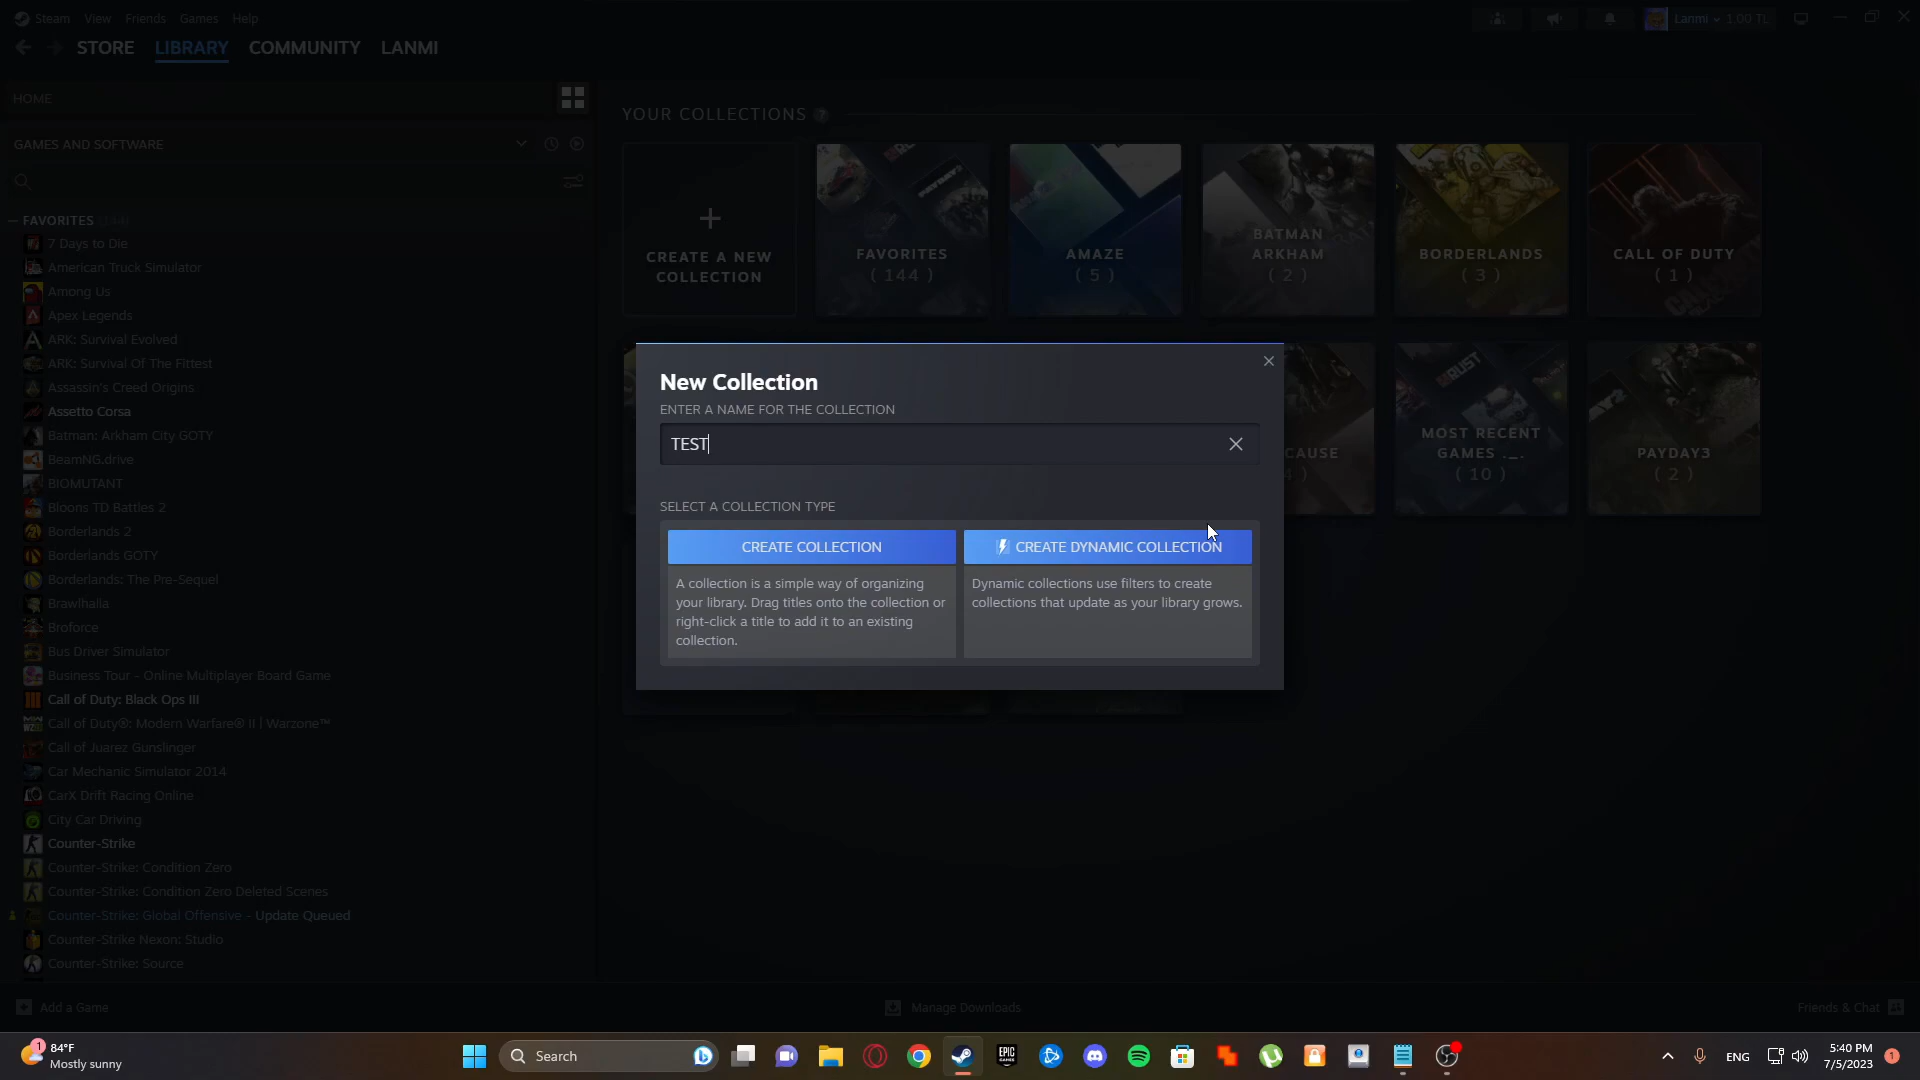 Steam View Friends Games Help
Lanmi 1.00 TL
STORE LIBRARY COMMUNITY LANMI
HOME
YOUR COLLECTIONS ?
GAMES AND SOFTWARE
FAVORITES
7 Days to Die
American Truck Simulator
Among Us
Apex Legends
ARK: Survival Evolved
ARK: Survival Of The Fittest
Assassin's Creed Origins
Assetto Corsa
Batman: Arkham City GOTY
BeamNG.drive
BIOMUTANT
Bloons TD Battles 2
Borderlands 2
Borderlands GOTY
Borderlands: The Pre-Sequel
Brawlhalla
Broforce
Bus Driver Simulator
Business Tour - Online Multiplayer Board Game
Call of Duty: Black Ops III
Call of Duty®: Modern Warfare® II | Warzone™
Call of Juarez Gunslinger
Car Mechanic Simulator 2014
CarX Drift Racing Online
City Car Driving
Counter-Strike
Counter-Strike: Condition Zero
Counter-Strike: Condition Zero Deleted Scenes
Counter-Strike: Global Offensive - Update Queued
Counter-Strike Nexon: Studio
Counter-Strike: Source
+
CREATE A NEW
COLLECTION
FAVORITES
( 144 )
AMAZE
( 5 )
BATMAN
ARKHAM
( 2 )
BORDERLANDS
( 3 )
CALL OF DUTY
( 1 )
CAUSE
MOST RECENT
GAMES ._.
( 10 )
PAYDAY3
( 2 )
New Collection
ENTER A NAME FOR THE COLLECTION
TEST
SELECT A COLLECTION TYPE
CREATE COLLECTION
A collection is a simple way of organizing
your library. Drag titles onto the collection or
right-click a title to add it to an existing
collection.
CREATE DYNAMIC COLLECTION
Dynamic collections use filters to create
collections that update as your library grows.
Add a Game
Manage Downloads
Friends & Chat
1
84°F
Mostly sunny
Search
EPIC
GAMES
ENG
5:40 PM
7/5/2023
1